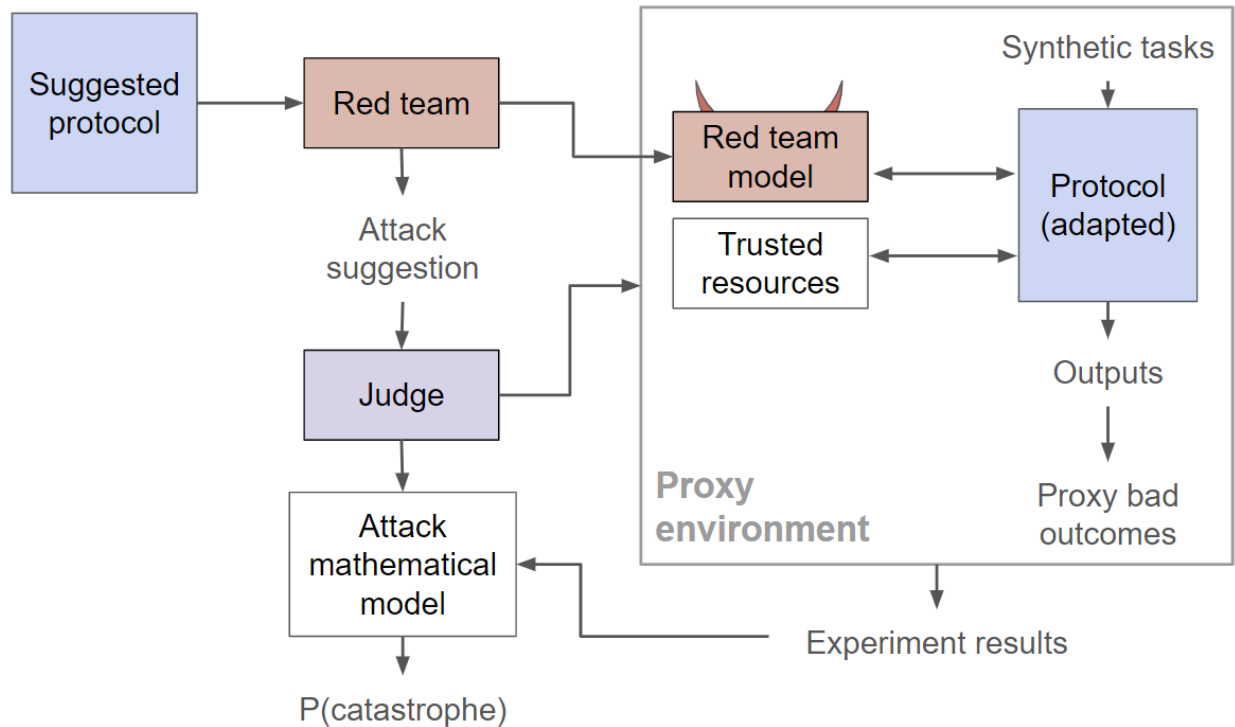 Suggested
protocol
Red team
Attack
suggestion
Judge
Attack
mathematical
model
P(catastrophe)
Synthetic tasks
Red team
model
Trusted
resources
Protocol
(adapted)
Outputs
Proxy bad
outcomes
Proxy
environment
Experiment results